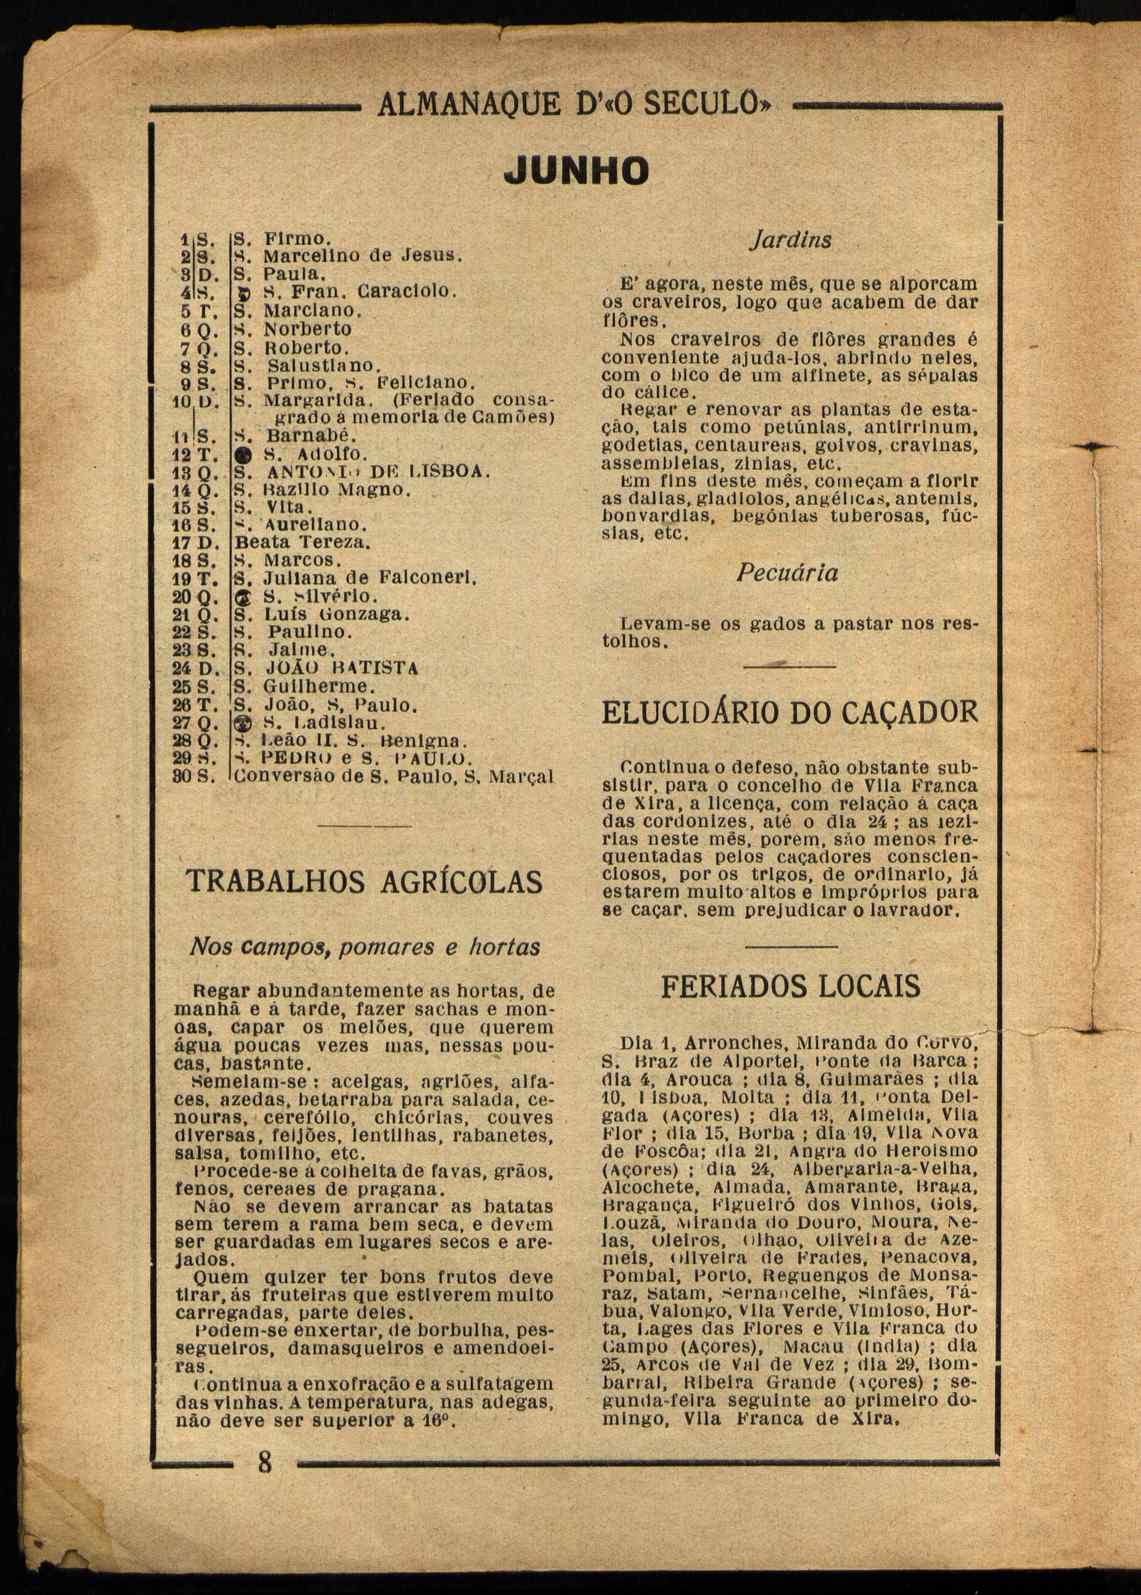 ALMANAQUE D'«O SECULO»
JUNHO
1 S. S. Firmo.
2 S. S. Marcelino de Jesus.
3 D. S. Paula.
4 S. S. Fran. Caraciolo.
5 T. S. Marciano.
6 Q. S. Norberto
7 Q. S. Roberto.
8 S. S. Salustiano.
9 S. S. Primo, S. Feliciano.
10 D. S. Margarida. (Feriado consa-
grado á memoria de Camões)
11 S. S. Barnabé.
12 T. S. Adolfo.
13 Q. S. ANTONIO DE LISBOA.
14 Q. S. Bazilio Magno.
15 S. S. Vita.
16 S. S. Aureliano.
17 D. Beata Tereza.
18 S. S. Marcos.
19 T. S. Juliana de Falconeri.
20 Q. S. Silvério.
21 Q. S. Luís Gonzaga.
22 S. S. Paulino.
23 S. S. Jaime.
24 D. S. JOÃO BATISTA
25 S. S. Guilherme.
26 T. S. João, S. Paulo.
27 Q. S. Ladislau.
28 Q. S. Leão II. S. Benigna.
29 S. S. PEDRO e S. PAULO.
30 S. Conversão de S. Paulo, S. Marçal
TRABALHOS AGRÍCOLAS
Nos campos, pomares e hortas
Regar abundantemente as hortas, de
manhã e á tarde, fazer sachas e mon-
das, capar os melões, que querem
água poucas vezes mas, nessas pou-
cas, bastante.
Semeiam-se : acelgas, agriões, alfa-
ces, azedas, betarraba para salada, ce-
nouras, cerefólio, chicórias, couves
diversas, feijões, lentilhas, rabanetes,
salsa, tomilho, etc.
Procede-se á colheita de favas, grãos,
fenos, cereaes de pragana.
Não se devem arrancar as batatas
sem terem a rama bem seca, e devem
ser guardadas em lugares secos e are-
jados.
Quem quizer ter bons frutos deve
tirar, ás fruteiras que estiverem muito
carregadas, parte deles.
Podem-se enxertar, de borbulha, pes-
segueiros, damasqueiros e amendoei-
ras.
Continua a enxofração e a sulfatagem
das vinhas. A temperatura, nas adegas,
não deve ser superior a 16º.
Jardins
E' agora, neste mês, que se alporcam
os craveiros, logo que acabem de dar
flôres.
Nos craveiros de flôres grandes é
conveniente ajuda-los, abrindo neles,
com o bico de um alfinete, as sépalas
do cálice.
Regar e renovar as plantas de esta-
ção, tais como petúnias, antirrinum,
godetias, centaureas, goivos, cravinas,
assembleias, zinias, etc.
Em fins deste mês, começam a florir
as dalias, gladiolos, angélicas, antemis,
bonvardias, begónias tuberosas, fúc-
sias, etc.
Pecuária
Levam-se os gados a pastar nos res-
tolhos.
ELUCIDÁRIO DO CAÇADOR
Continua o defeso, não obstante sub-
sistir, para o concelho de Vila Franca
de Xira, a licença, com relação á caça
das cordonizes, até o dia 24 ; as lezi-
rias neste mês, porem, são menos fre-
quentadas pelos caçadores conscien-
ciosos, por os trigos, de ordinario, já
estarem muito altos e impróprios para
se caçar, sem prejudicar o lavrador.
FERIADOS LOCAIS
Dia 1, Arronches, Miranda do Corvo,
S. Braz de Alportel, Ponte da Barca ;
dia 4, Arouca ; dia 8, Guimarães ; dia
10, Lisboa, Moita ; dia 11, Ponta Del-
gada (Açores) ; dia 13, Almeida, Vila
Flor ; dia 15, Borba ; dia 19, Vila Nova
de Foscôa; dia 21, Angra do Heroismo
(Açores) ; dia 24, Albergaria-a-Velha,
Alcochete, Almada, Amarante, Braga,
Bragança, Figueiró dos Vinhos, Gois,
Louzã, Miranda do Douro, Moura, Ne-
las, Oleiros, Olhao, Oliveira de Aze-
meis, Oliveira de Frades, Penacova,
Pombal, Porto, Reguengos de Monsa-
raz, Satam, Sernancelhe, Sinfães, Tá-
bua, Valongo, Vila Verde, Vimioso, Hor-
ta, Lages das Flores e Vila Franca do
Campo (Açores), Macau (India) ; dia
25, Arcos de Val de Vez ; dia 29, Bom-
barral, Ribeira Grande (Açores) ; se-
gunda-feira seguinte ao primeiro do-
mingo, Vila Franca de Xira.
8